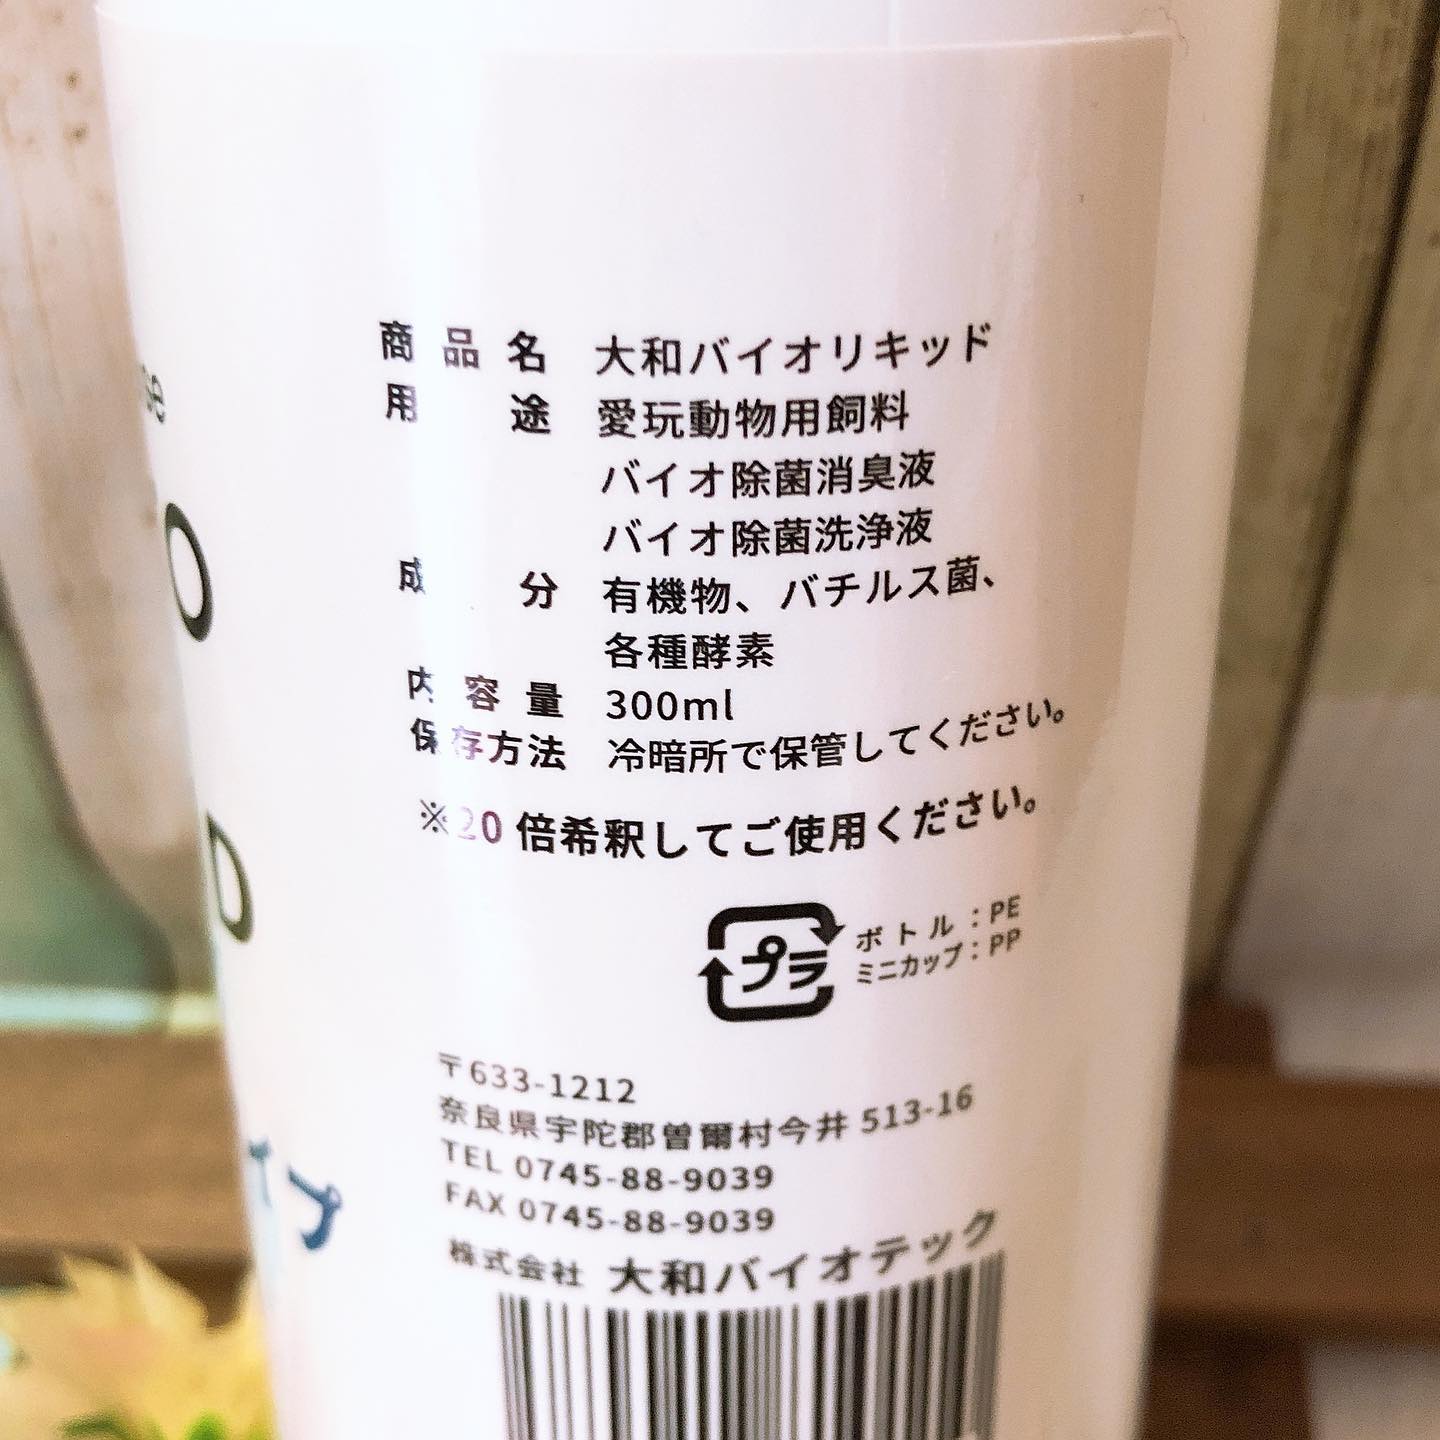 商品名 大和バイオリキッド
用途 愛玩動物用飼料
バイオ除菌消臭液
バイオ除菌洗浄液
成分 有機物、バチルス菌、
各種酵素
内容量 300ml
保存方法 冷暗所で保管してください。
※20倍希釈してご使用ください。
プラ
ボトル:PE
ミニカップ:PP
〒633-1212
奈良県宇陀郡曽爾村今井 513-16
TEL 0745-88-9039
FAX 0745-88-9039
株式会社 大和バイオテック